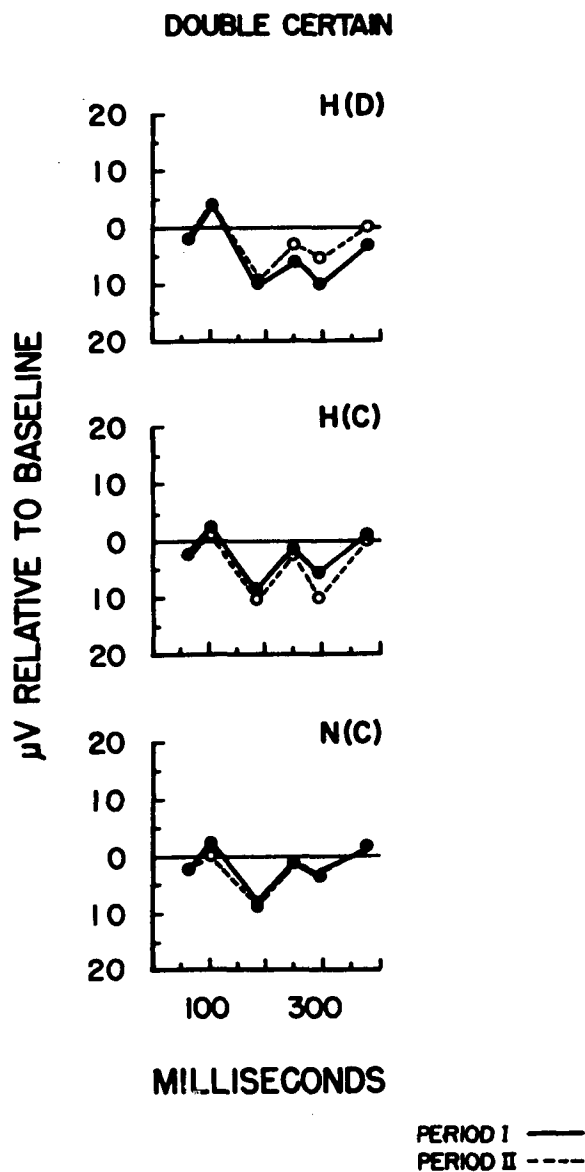 DOUBLE CERTAIN
H(D)
20
10
0
10
20
H(C)
20
10
0
10
20
N(C)
20
10
0
10
20
µV RELATIVE TO BASELINE
100 300
MILLISECONDS
PERIOD I
PERIOD II